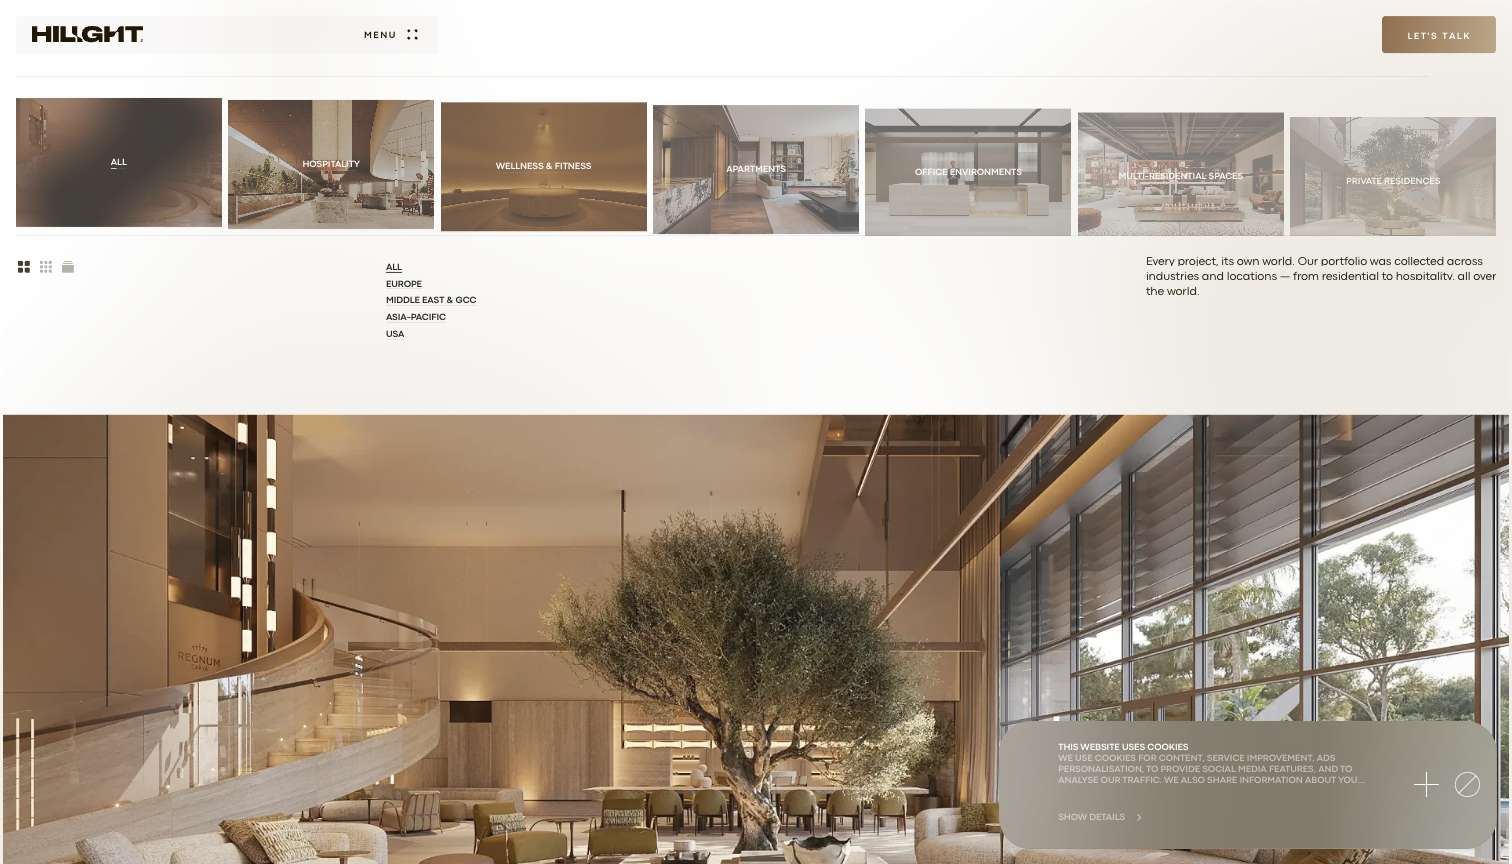 HILLGHT.
MENU
LET'S TALK
ALL
HOSPITALITY
WELLNESS & FITNESS
APARTMENTS
OFFICE ENVIRONMENTS
MULTI-RESIDENTIAL SPACES
PRIVATE RESIDENCES
ALL
EUROPE
MIDDLE EAST & GCC
ASIA-PACIFIC
USA
Every project, its own world. Our portfolio was collected across
industries and locations — from residential to hospitality, all over
the world.
REGNUM
THIS WEBSITE USES COOKIES
WE USE COOKIES FOR CONTENT, SERVICE IMPROVEMENT, ADS
PERSONALISATION, TO PROVIDE SOCIAL MEDIA FEATURES, AND TO
ANALYSE OUR TRAFFIC. WE ALSO SHARE INFORMATION ABOUT YOU...
SHOW DETAILS